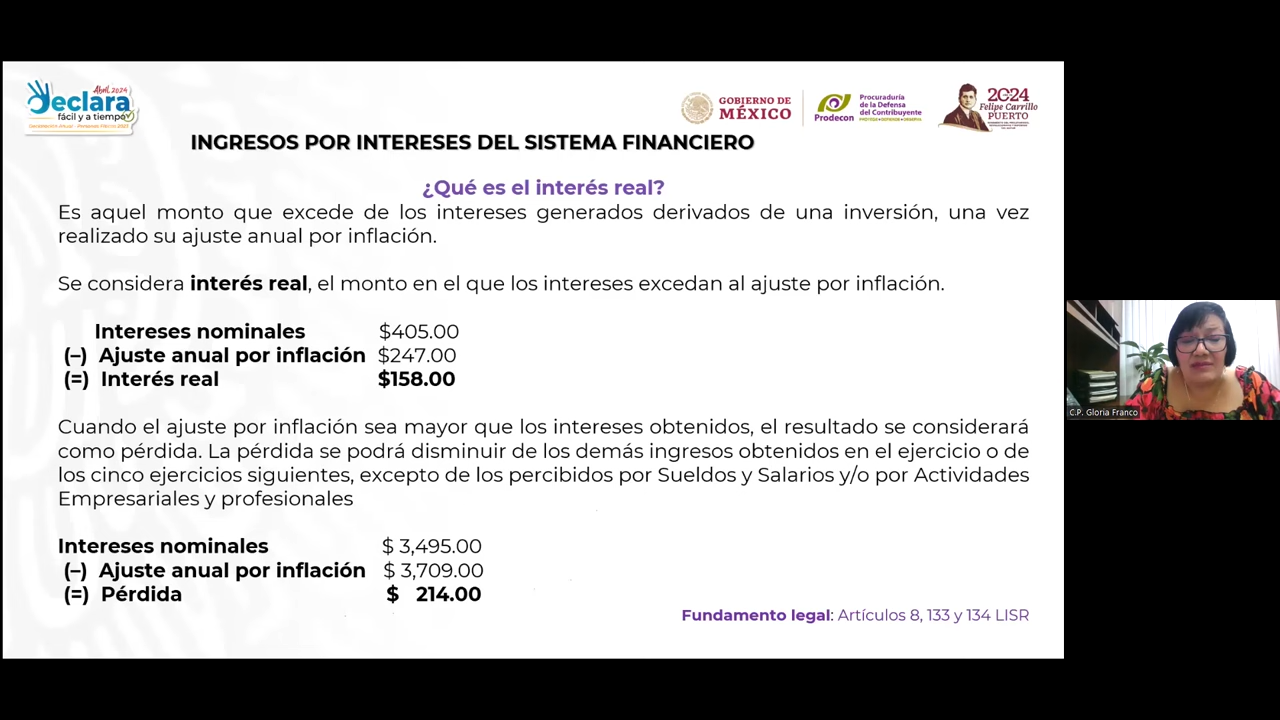 Abril 2024
Declara
fácil y a tiempo
GOBIERNO DE
MÉXICO
Prodecon
Procuraduría
de la Defensa
del Contribuyente
2024
Felipe Carrillo
PUERTO
INGRESOS POR INTERESES DEL SISTEMA FINANCIERO
¿Qué es el interés real?
Es aquel monto que excede de los intereses generados derivados de una inversión, una vez
realizado su ajuste anual por inflación.
Se considera interés real, el monto en el que los intereses excedan al ajuste por inflación.
Intereses nominales $405.00
(–) Ajuste anual por inflación $247.00
(=) Interés real $158.00
Cuando el ajuste por inflación sea mayor que los intereses obtenidos, el resultado se considerará
como pérdida. La pérdida se podrá disminuir de los demás ingresos obtenidos en el ejercicio o de
los cinco ejercicios siguientes, excepto de los percibidos por Sueldos y Salarios y/o por Actividades
Empresariales y profesionales
Intereses nominales $ 3,495.00
(–) Ajuste anual por inflación $ 3,709.00
(=) Pérdida $ 214.00
Fundamento legal: Artículos 8, 133 y 134 LISR
C.P. Gloria Franco